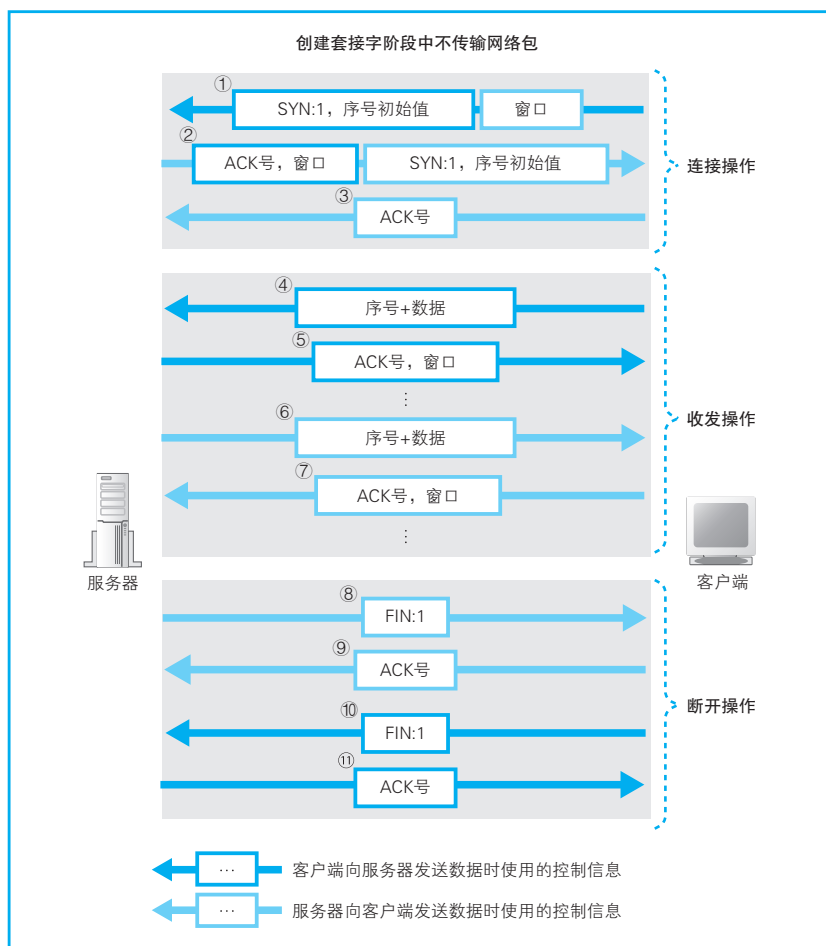 创建套接字阶段中不传输网络包
①
SYN:1，序号初始值
窗口
②
ACK号，窗口
SYN:1，序号初始值
③
ACK号
连接操作
④
序号+数据
⑤
ACK号，窗口
⋮
⑥
序号+数据
⑦
ACK号，窗口
⋮
收发操作
服务器
客户端
⑧
FIN:1
⑨
ACK号
⑩
FIN:1
⑪
ACK号
断开操作
… 客户端向服务器发送数据时使用的控制信息
… 服务器向客户端发送数据时使用的控制信息